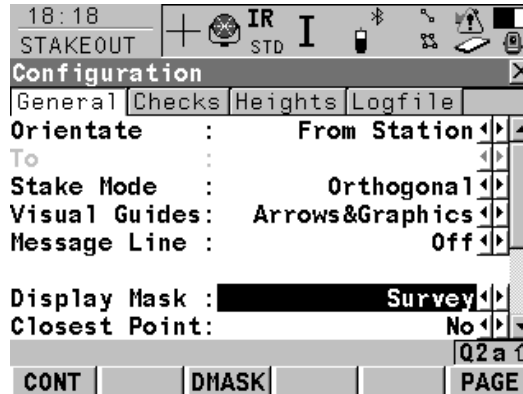 18:18
STAKEOUT
IR
STD
I
Configuration
General Checks Heights Logfile
Orientate : From Station
To :
Stake Mode : Orthogonal
Visual Guides: Arrows&Graphics
Message Line : Off
Display Mask : Survey
Closest Point: No
Q2a
CONT DMASK PAGE